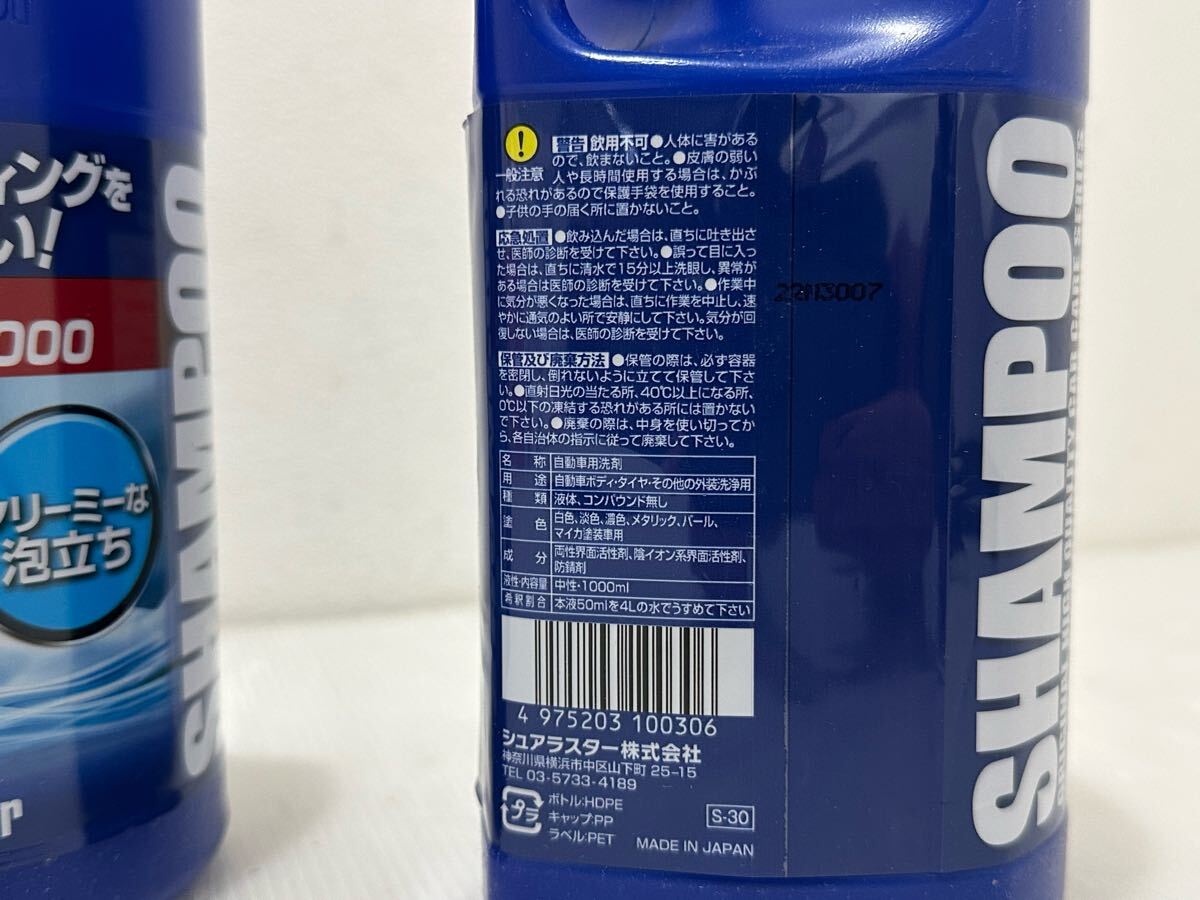 ィングを
い!
000
クリーミーな
泡立ち
SHAMPOO
r
警告 飲用不可●人体に害がある
ので、飲まないこと。●皮膚の弱い
一般注意 人や長時間使用する場合は、かぶ
れる恐れがあるので保護手袋を使用すること。
●子供の手の届く所に置かないこと。
応急処置 ●飲み込んだ場合は、直ちに吐き出さ
せ、医師の診断を受けて下さい。●誤って目に入っ
た場合は、直ちに清水で15分以上洗眼し、異常が
ある場合は医師の診断を受けて下さい。●作業中
に気分が悪くなった場合は、直ちに作業を中止し、速
やかに通気のよい所で安静にして下さい。気分が回
復しない場合は、医師の診断を受けて下さい。
保管及び廃棄方法 ●保管の際は、必ず容器
を密閉し、倒れないように立てて保管して下さ
い。●直射日光の当たる所、40℃以上になる所、
0℃以下の凍結する恐れがある所には置かない
で下さい。●廃棄の際は、中身を使い切ってか
ら、各自治体の指示に従って廃棄して下さい。
名称 自動車用洗剤
用途 自動車ボディ・タイヤ・その他の外装洗浄用
種類 液体、コンパウンド無し
塗色 白色、淡色、濃色、メタリック、パール、
マイカ塗装車用
成分 両性界面活性剤、陰イオン系界面活性剤、
防錆剤
液性・内容量 中性・1000ml
希釈割合 本液50mlを4Lの水でうすめて下さい
4 975203 100306
シュアラスター株式会社
神奈川県横浜市中区山下町 25-15
TEL 03-5733-4189
プラ
ボトル:HDPE
キャップ:PP
ラベル:PET
S-30
MADE IN JAPAN
SHAMPOO